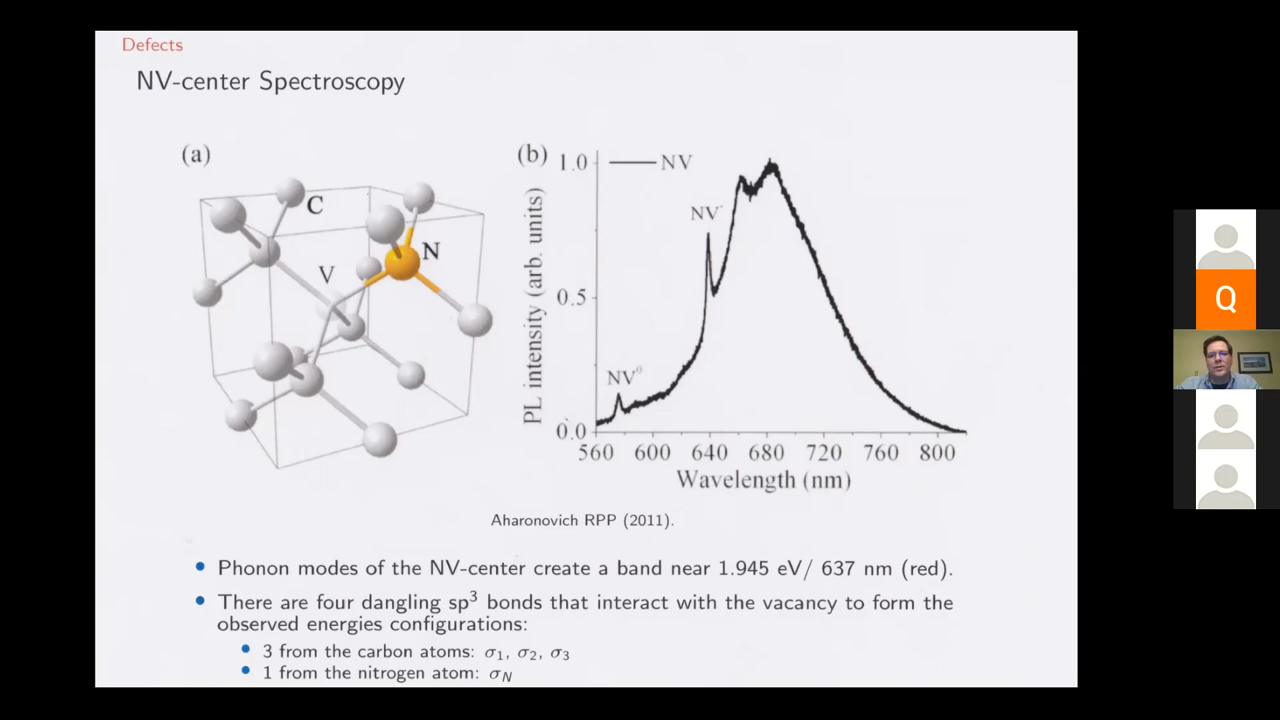 Defects
NV-center Spectroscopy
(a)
C
N
V
(b)
1.0
NV
NV⁻
0.5
NV⁰
0.0
PL intensity (arb. units)
560 600 640 680 720 760 800
Wavelength (nm)
Aharonovich RPP (2011).
• Phonon modes of the NV-center create a band near 1.945 eV/ 637 nm (red).
• There are four dangling sp³ bonds that interact with the vacancy to form the
observed energies configurations:
• 3 from the carbon atoms: σ₁, σ₂, σ₃
• 1 from the nitrogen atom: σ_N
Q